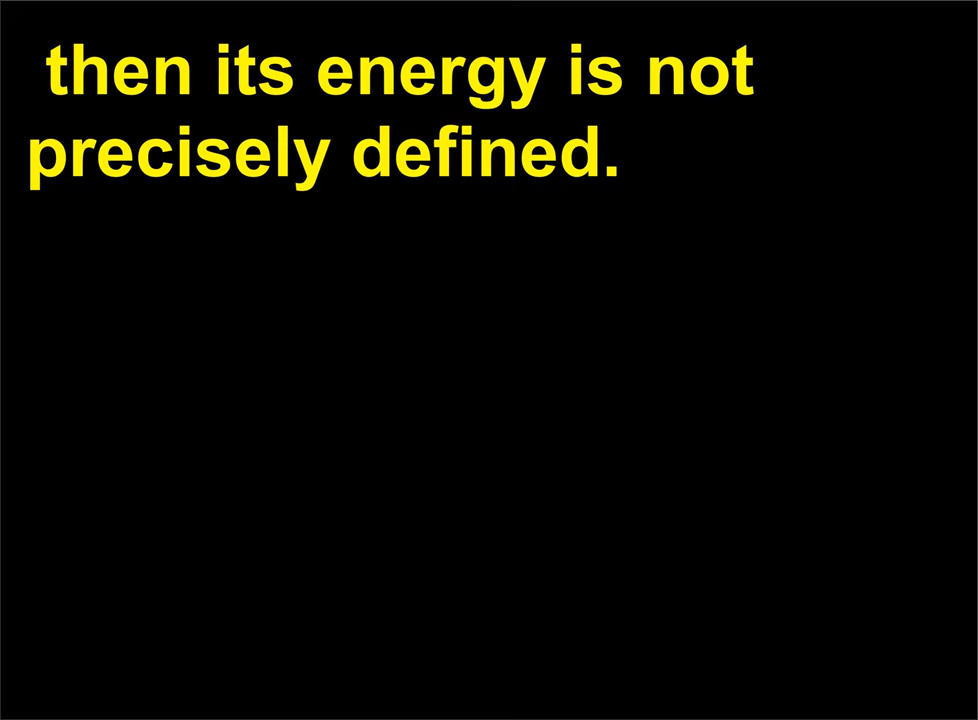 then its energy is not
precisely defined.